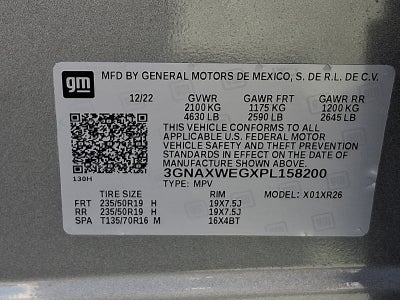 gm
MFD BY GENERAL MOTORS DE MEXICO, S. DE R.L. DE C.V.
12/22 GVWR GAWR FRT GAWR RR
2100 KG 1175 KG 1200 KG
4630 LB 2590 LB 2645 LB
THIS VEHICLE CONFORMS TO ALL
APPLICABLE U.S. FEDERAL MOTOR
VEHICLE SAFETY AND THEFT PREVENTION
STANDARDS IN EFFECT ON THE DATE OF
MANUFACTURE SHOWN ABOVE.
3GNAXWEGXPL158200
130H TYPE: MPV MODEL: X01XR26
TIRE SIZE RIM
FRT 235/50R19 H 19X7.5J
RR 235/50R19 H 19X7.5J
SPA T135/70R16 M 16X4BT